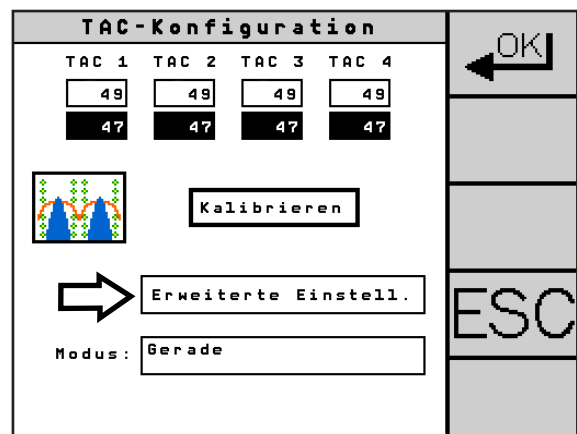 TAC-Konfiguration
OK
TAC 1 TAC 2 TAC 3 TAC 4
49 49 49 49
47 47 47 47
Kalibrieren
Erweiterte Einstell.
ESC
Modus: Gerade